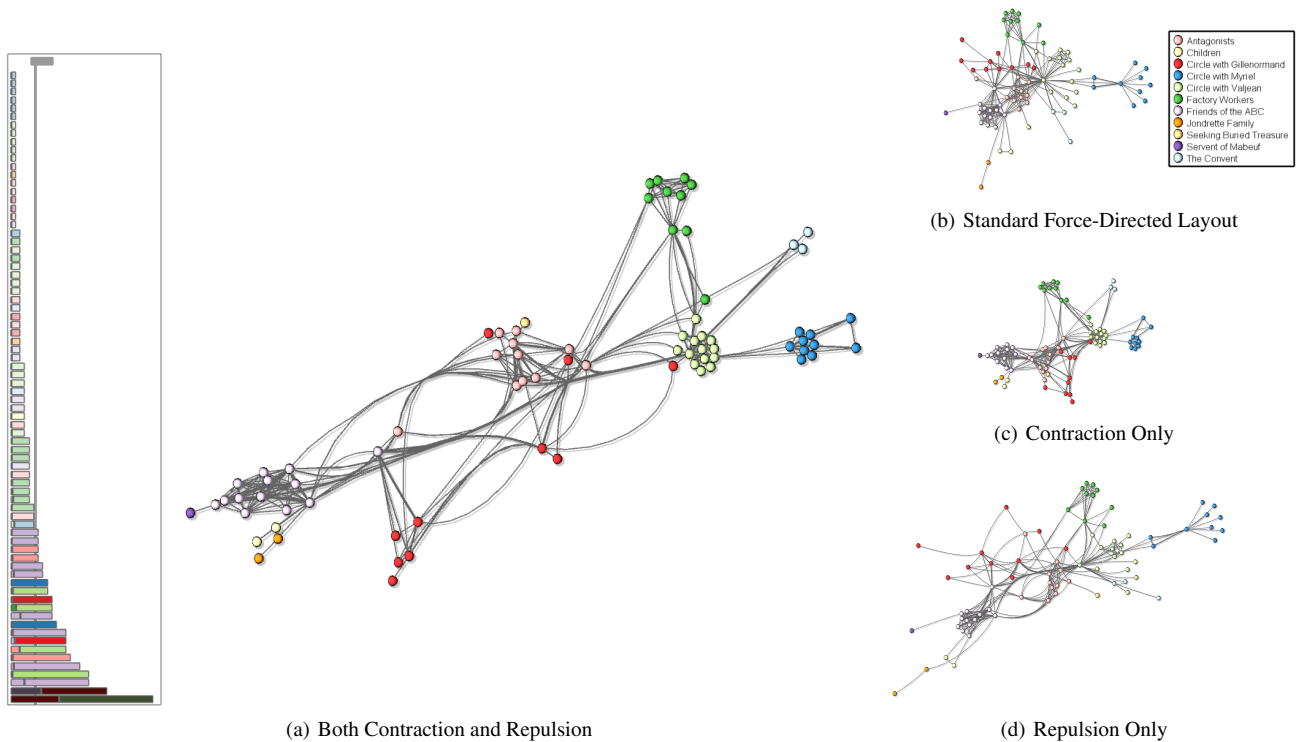 Antagonists
Children
Circle with Gillenormand
Circle with Myriel
Circle with Valjean
Factory Workers
Friends of the ABC
Jondrette Family
Seeking Buried Treasure
Servent of Mabeuf
The Convent
(b) Standard Force-Directed Layout
(c) Contraction Only
(a) Both Contraction and Repulsion
(d) Repulsion Only